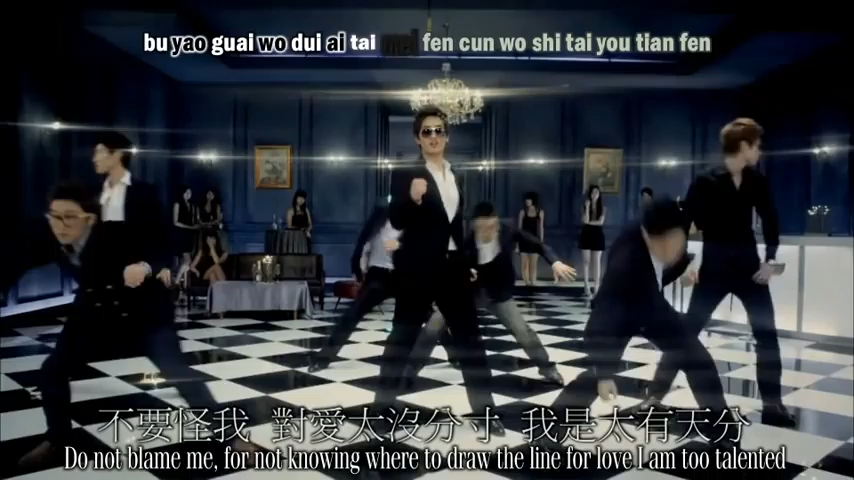 bu yao guai wo dui ai tai mei fen cun wo shi tai you tian fen
不要怪我 對愛太沒分寸 我是太有天分
Do not blame me, for not knowing where to draw the line for love I am too talented